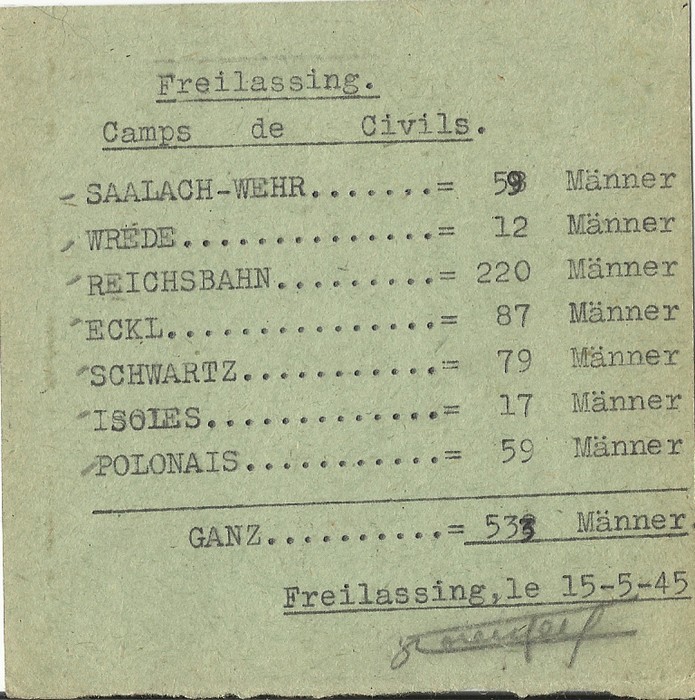 Freilassing.
Camps de Civils.
SAALACH-WEHR.......= 59 Männer
WRÉDE..............= 12 Männer
REICHSBAHN.........= 220 Männer
ECKL...............= 87 Männer
SCHWARTZ...........= 79 Männer
ISOLES.............= 17 Männer
POLONAIS...........= 59 Männer
GANZ..........= 533 Männer.
Freilassing,le 15-5-45